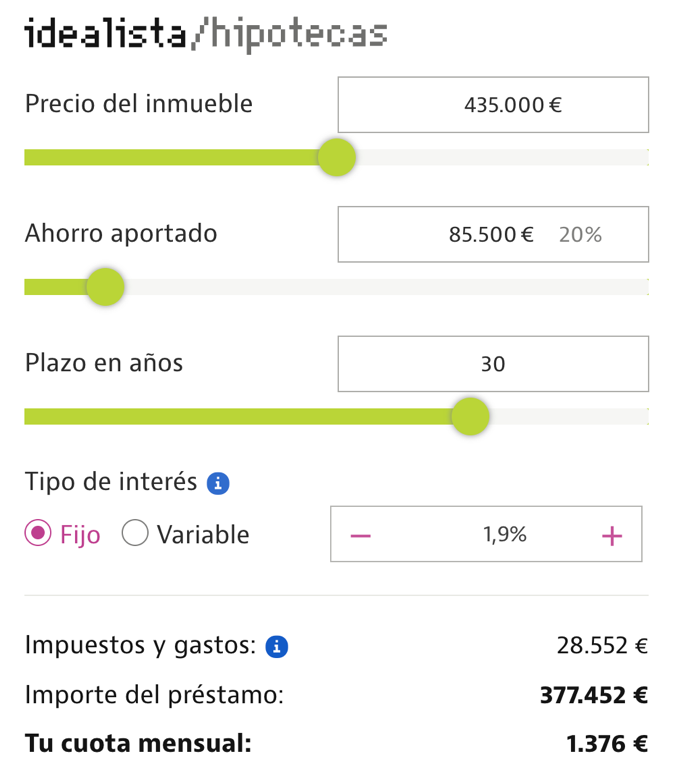 idealista/hipotecas
Precio del inmueble 435.000 €
Ahorro aportado 85.500 € 20%
Plazo en años 30
Tipo de interés i
Fijo Variable − 1,9% +
Impuestos y gastos: i 28.552 €
Importe del préstamo: 377.452 €
Tu cuota mensual: 1.376 €